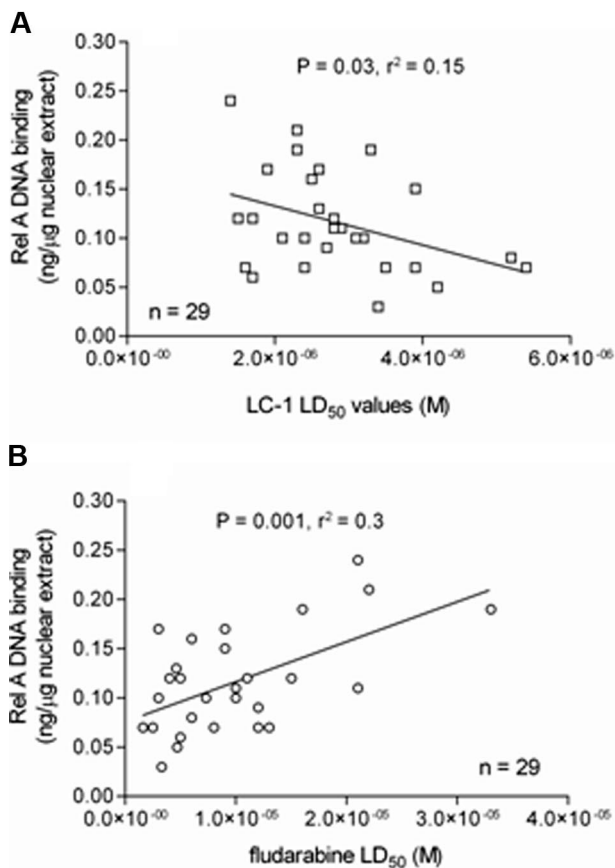 A
P = 0.03, r² = 0.15
Rel A DNA binding
(ng/µg nuclear extract)
0.30
0.25
0.20
0.15
0.10
0.05
0.00
n = 29
0.0×10⁻⁰⁰ 2.0×10⁻⁰⁶ 4.0×10⁻⁰⁶ 6.0×10⁻⁰⁶
LC-1 LD₅₀ values (M)
B
P = 0.001, r² = 0.3
Rel A DNA binding
(ng/µg nuclear extract)
0.30
0.25
0.20
0.15
0.10
0.05
0.00
n = 29
0.0×10⁻⁰⁰ 1.0×10⁻⁰⁵ 2.0×10⁻⁰⁵ 3.0×10⁻⁰⁵ 4.0×10⁻⁰⁵
fludarabine LD₅₀ (M)